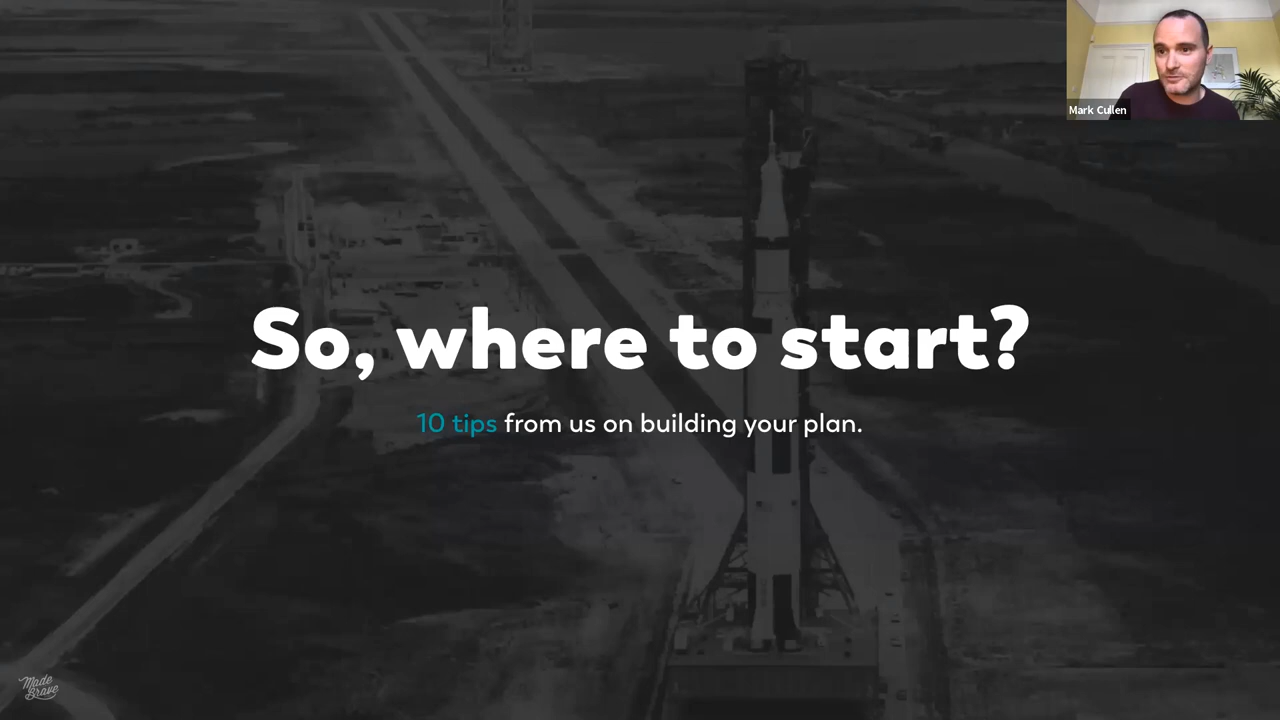 Mark Cullen
So, where to start?
10 tips from us on building your plan.
Made
Brave